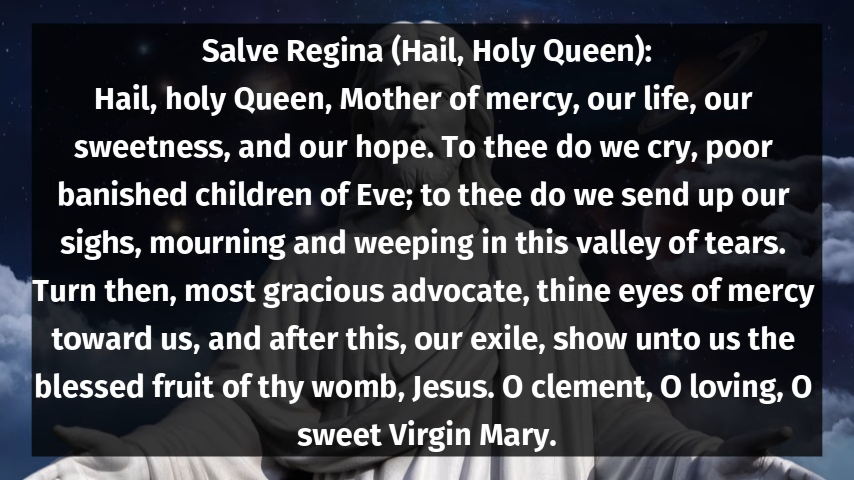 Salve Regina (Hail, Holy Queen):
Hail, holy Queen, Mother of mercy, our life, our
sweetness, and our hope. To thee do we cry, poor
banished children of Eve; to thee do we send up our
sighs, mourning and weeping in this valley of tears.
Turn then, most gracious advocate, thine eyes of mercy
toward us, and after this, our exile, show unto us the
blessed fruit of thy womb, Jesus. O clement, O loving, O
sweet Virgin Mary.